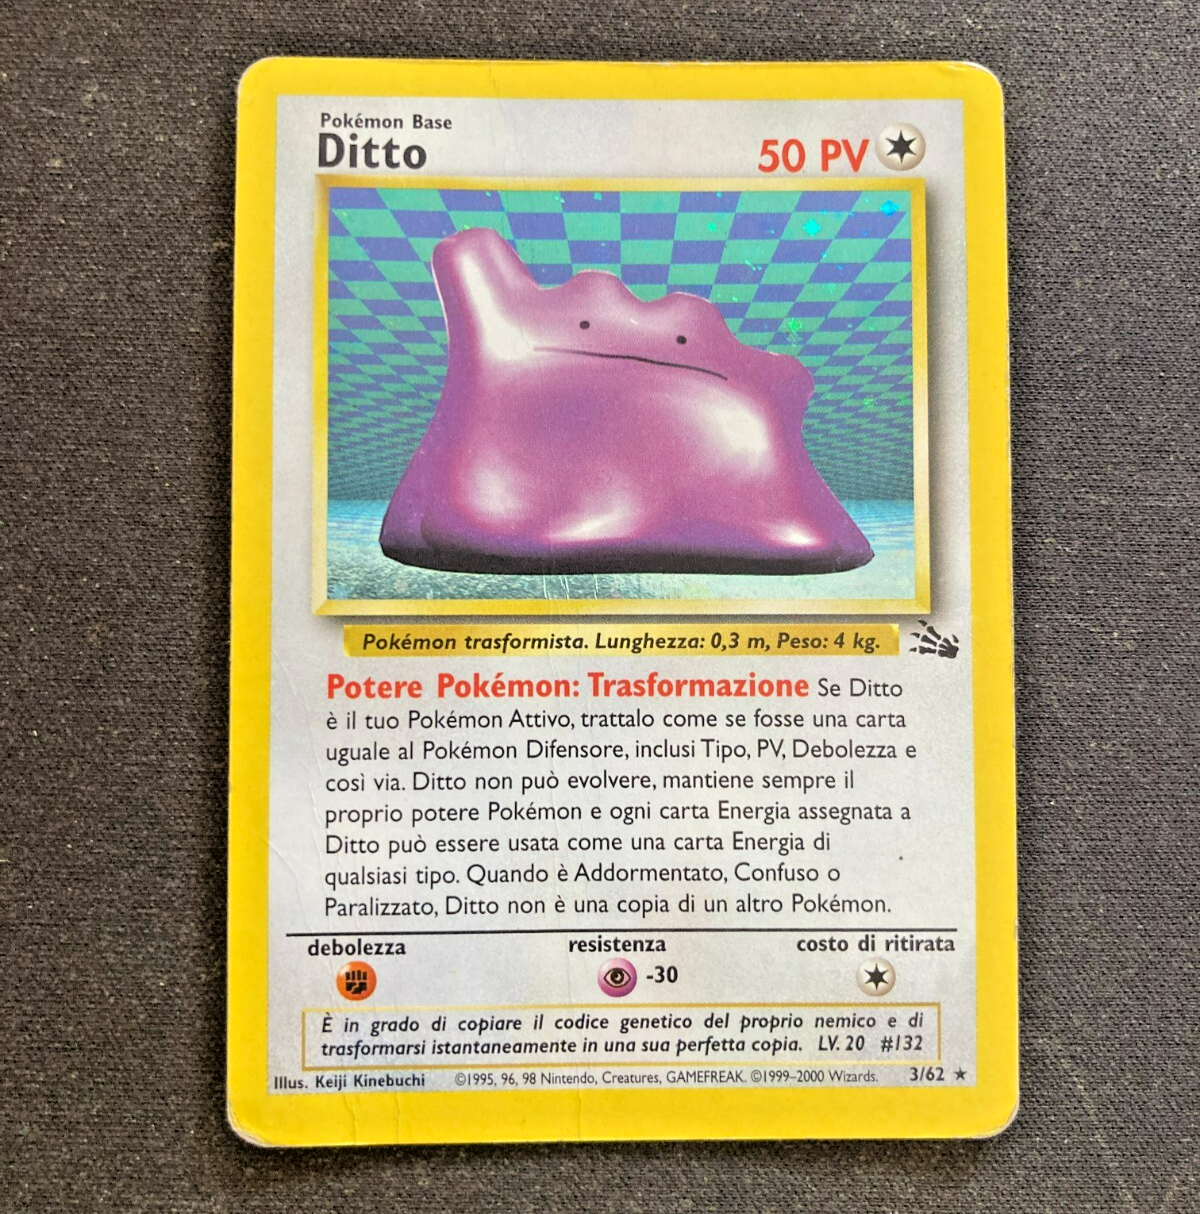 Pokémon Base
Ditto
50 PV
Pokémon trasformista. Lunghezza: 0,3 m, Peso: 4 kg.
Potere Pokémon: Trasformazione Se Ditto
è il tuo Pokémon Attivo, trattalo come se fosse una carta
uguale al Pokémon Difensore, inclusi Tipo, PV, Debolezza e
così via. Ditto non può evolvere, mantiene sempre il
proprio potere Pokémon e ogni carta Energia assegnata a
Ditto può essere usata come una carta Energia di
qualsiasi tipo. Quando è Addormentato, Confuso o
Paralizzato, Ditto non è una copia di un altro Pokémon.
debolezza resistenza costo di ritirata
-30
È in grado di copiare il codice genetico del proprio nemico e di
trasformarsi istantaneamente in una sua perfetta copia. LV. 20 #132
Illus. Keiji Kinebuchi ©1995, 96, 98 Nintendo, Creatures, GAMEFREAK. ©1999–2000 Wizards. 3/62 ★